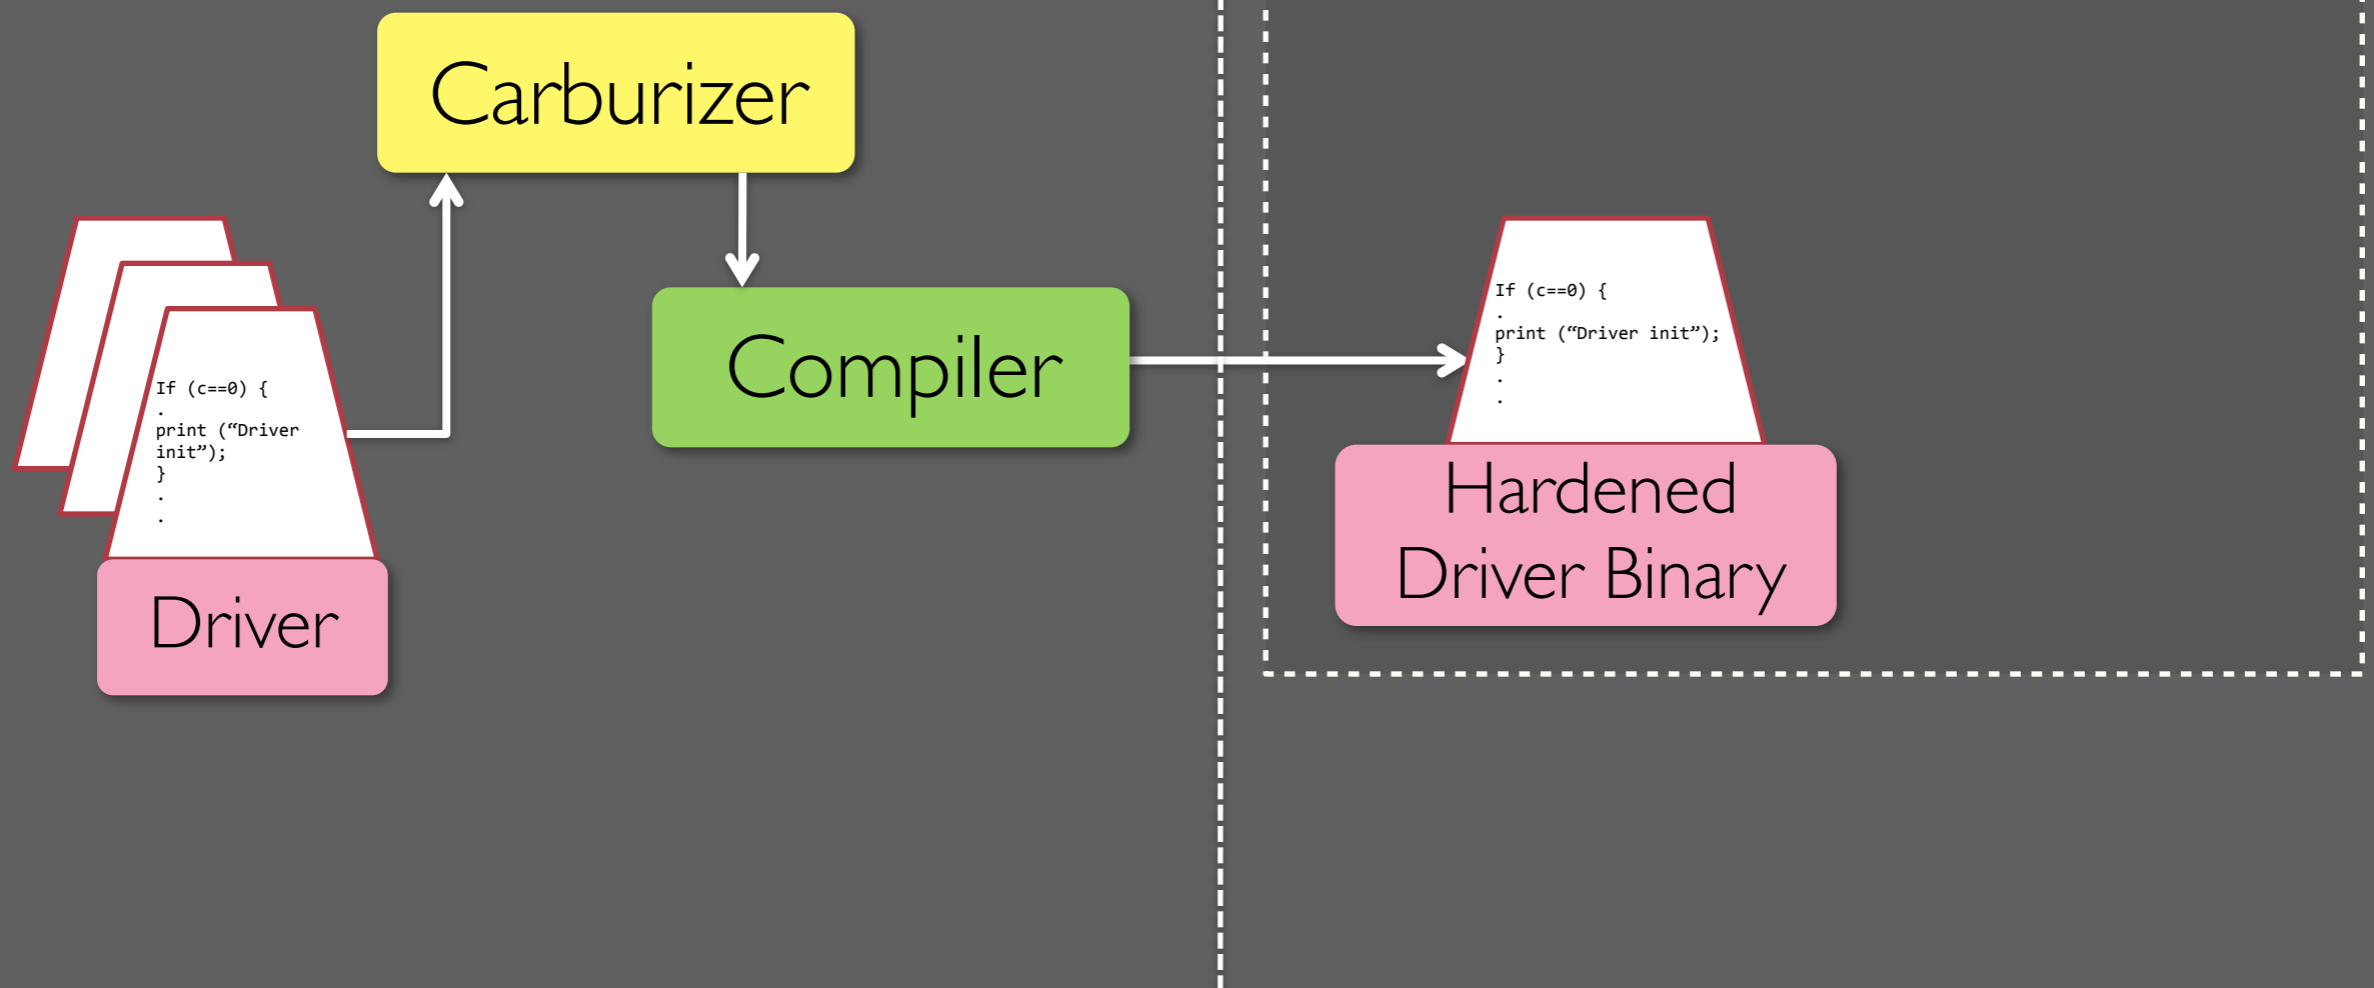 Carburizer
Compiler
If (c==0) {
.
print (“Driver
init”);
}
.
.
Driver
If (c==0) {
.
print (“Driver init”);
}
.
.
Hardened
Driver Binary